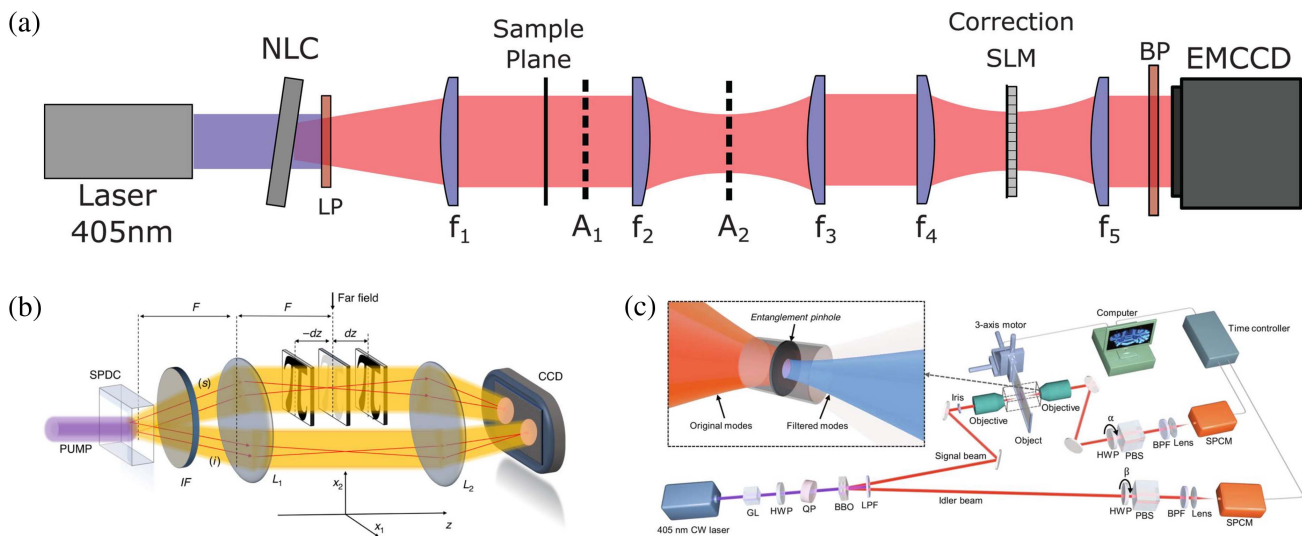 (a)
Laser
405nm
NLC
LP
f1
Sample
Plane
A1
f2
A2
f3
f4
Correction
SLM
f5
BP
EMCCD
(b)
F
F
Far field
-dz
dz
SPDC
(s)
CCD
PUMP
(i)
IF
L1
L2
x2
x1
z
(c)
Entanglement pinhole
Original modes
Filtered modes
3-axis motor
Computer
Time controller
Iris
Objective
Objective
Object
Signal beam
α
HWP
PBS
BPF
Lens
SPCM
β
HWP
PBS
BPF
Lens
SPCM
Idler beam
405 nm CW laser
GL
HWP
QP
BBO
LPF